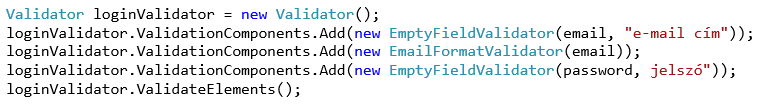 Validator loginValidator = new Validator();
loginValidator.ValidationComponents.Add(new EmptyFieldValidator(email, "e-mail cím"));
loginValidator.ValidationComponents.Add(new EmailFormatValidator(email));
loginValidator.ValidationComponents.Add(new EmptyFieldValidator(password, jelszó"));
loginValidator.ValidateElements();